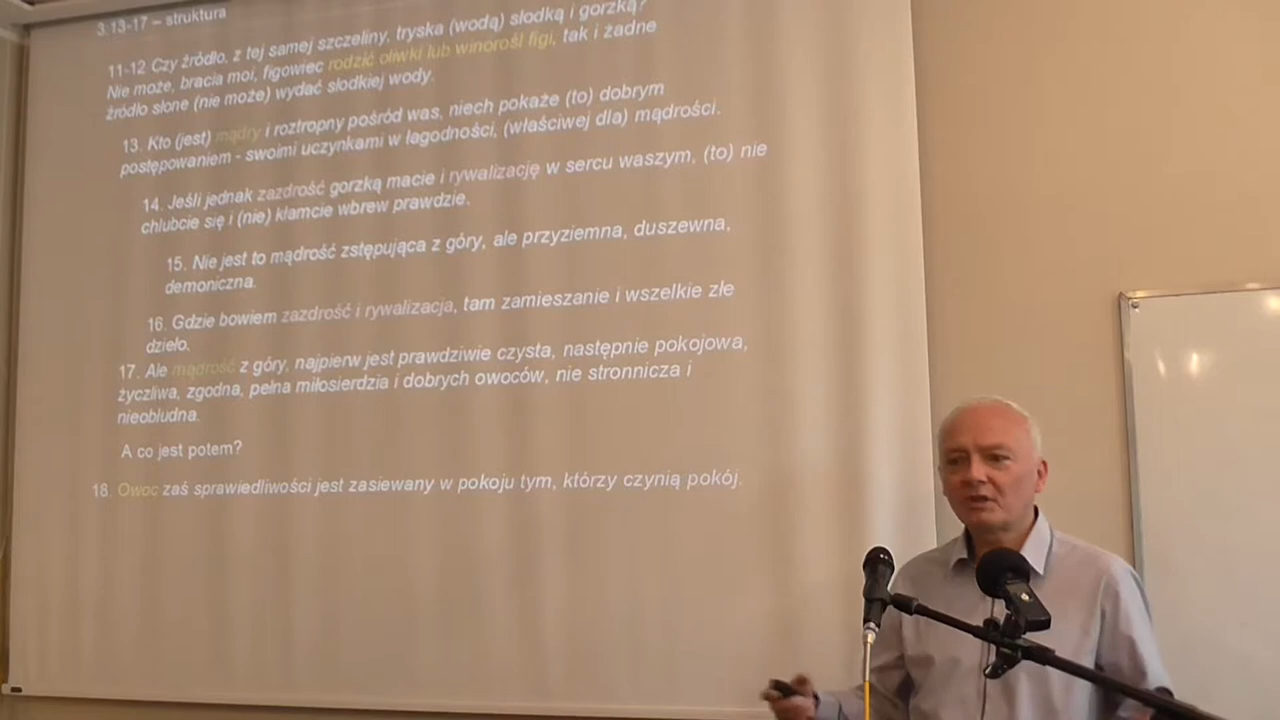 3:13-17 – struktura
11-12 Czy źródło, z tej samej szczeliny, tryska (wodą) słodką i gorzką?
Nie może, bracia moi, figowiec rodzić oliwki lub winorośl figi, tak i żadne
źródło słone (nie może) wydać słodkiej wody.
13. Kto (jest) mądry i roztropny pośród was, niech pokaże (to) dobrym
postępowaniem - swoimi uczynkami w łagodności, (właściwej dla) mądrości.
14. Jeśli jednak zazdrość gorzką macie i rywalizację w sercu waszym, (to) nie
chlubcie się i (nie) kłamcie wbrew prawdzie.
15. Nie jest to mądrość zstępująca z góry, ale przyziemna, duszewna,
demoniczna.
16. Gdzie bowiem zazdrość i rywalizacja, tam zamieszanie i wszelkie złe
dzieło.
17. Ale mądrość z góry, najpierw jest prawdziwie czysta, następnie pokojowa,
życzliwa, zgodna, pełna miłosierdzia i dobrych owoców, nie stronnicza i
nieobłudna.
A co jest potem?
18. Owoc zaś sprawiedliwości jest zasiewany w pokoju tym, którzy czynią pokój.